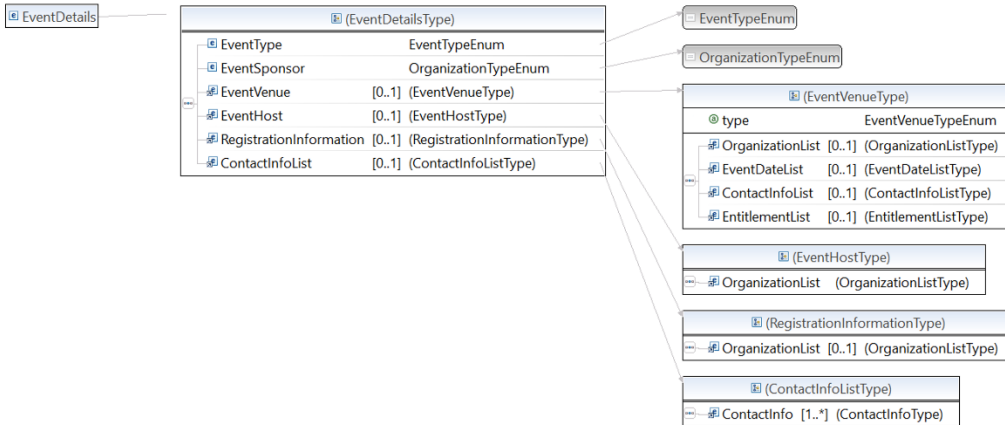 EventDetails
(EventDetailsType)
EventType EventTypeEnum
EventSponsor OrganizationTypeEnum
EventVenue [0..1] (EventVenueType)
EventHost [0..1] (EventHostType)
RegistrationInformation [0..1] (RegistrationInformationType)
ContactInfoList [0..1] (ContactInfoListType)
EventTypeEnum
OrganizationTypeEnum
(EventVenueType)
type EventVenueTypeEnum
OrganizationList [0..1] (OrganizationListType)
EventDateList [0..1] (EventDateListType)
ContactInfoList [0..1] (ContactInfoListType)
EntitlementList [0..1] (EntitlementListType)
(EventHostType)
OrganizationList (OrganizationListType)
(RegistrationInformationType)
OrganizationList [0..1] (OrganizationListType)
(ContactInfoListType)
ContactInfo [1..*] (ContactInfoType)